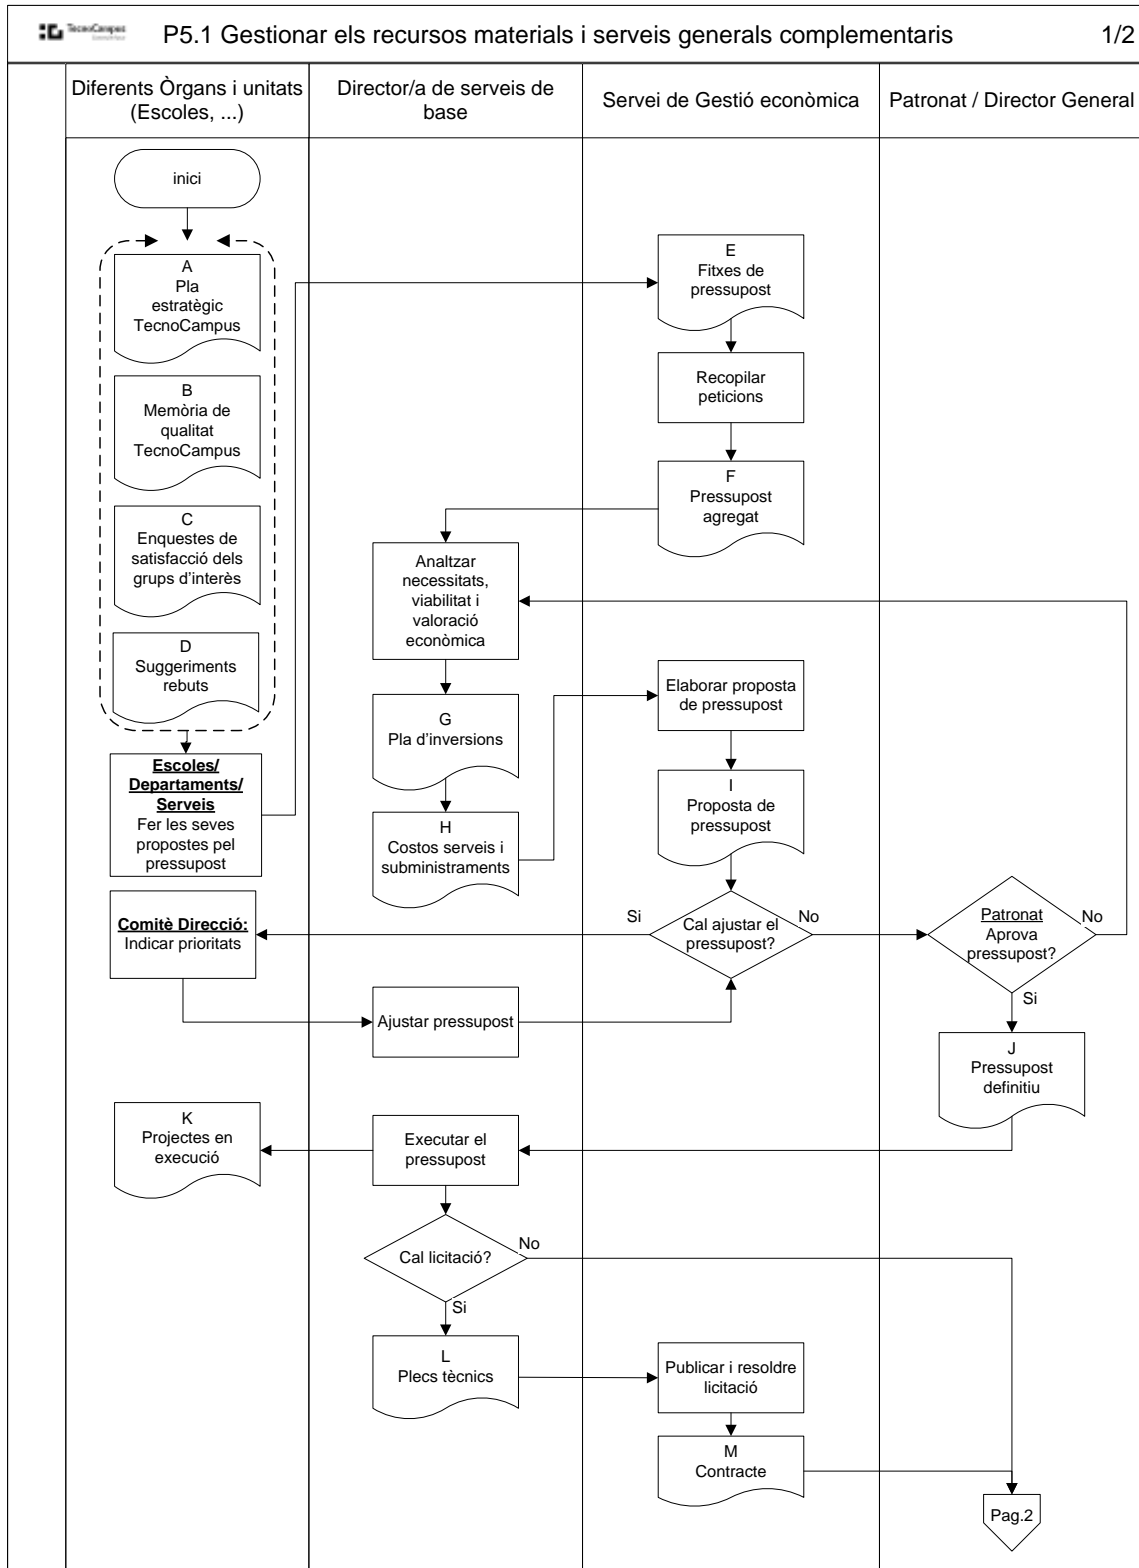 TecnoCampus
P5.1 Gestionar els recursos materials i serveis generals complementaris
1/2
Diferents Òrgans i unitats
(Escoles, ...)
Director/a de serveis de
base
Servei de Gestió econòmica
Patronat / Director General
inici
A
Pla
estratègic
TecnoCampus
B
Memòria de
qualitat
TecnoCampus
C
Enquestes de
satisfacció dels
grups d'interès
D
Suggeriments
rebuts
Escoles/
Departaments/
Serveis
Fer les seves
propostes pel
pressupost
E
Fitxes de
pressupost
Recopilar
peticions
F
Pressupost
agregat
Analtzar
necessitats,
viabilitat i
valoració
econòmica
G
Pla d'inversions
H
Costos serveis i
subministraments
Elaborar proposta
de pressupost
I
Proposta de
pressupost
Cal ajustar el
pressupost?
Si
No
Comitè Direcció:
Indicar prioritats
Ajustar pressupost
Patronat
Aprova
pressupost?
No
Si
J
Pressupost
definitiu
Executar el
pressupost
K
Projectes en
execució
Cal licitació?
No
Si
L
Plecs tècnics
Publicar i resoldre
licitació
M
Contracte
Pag.2